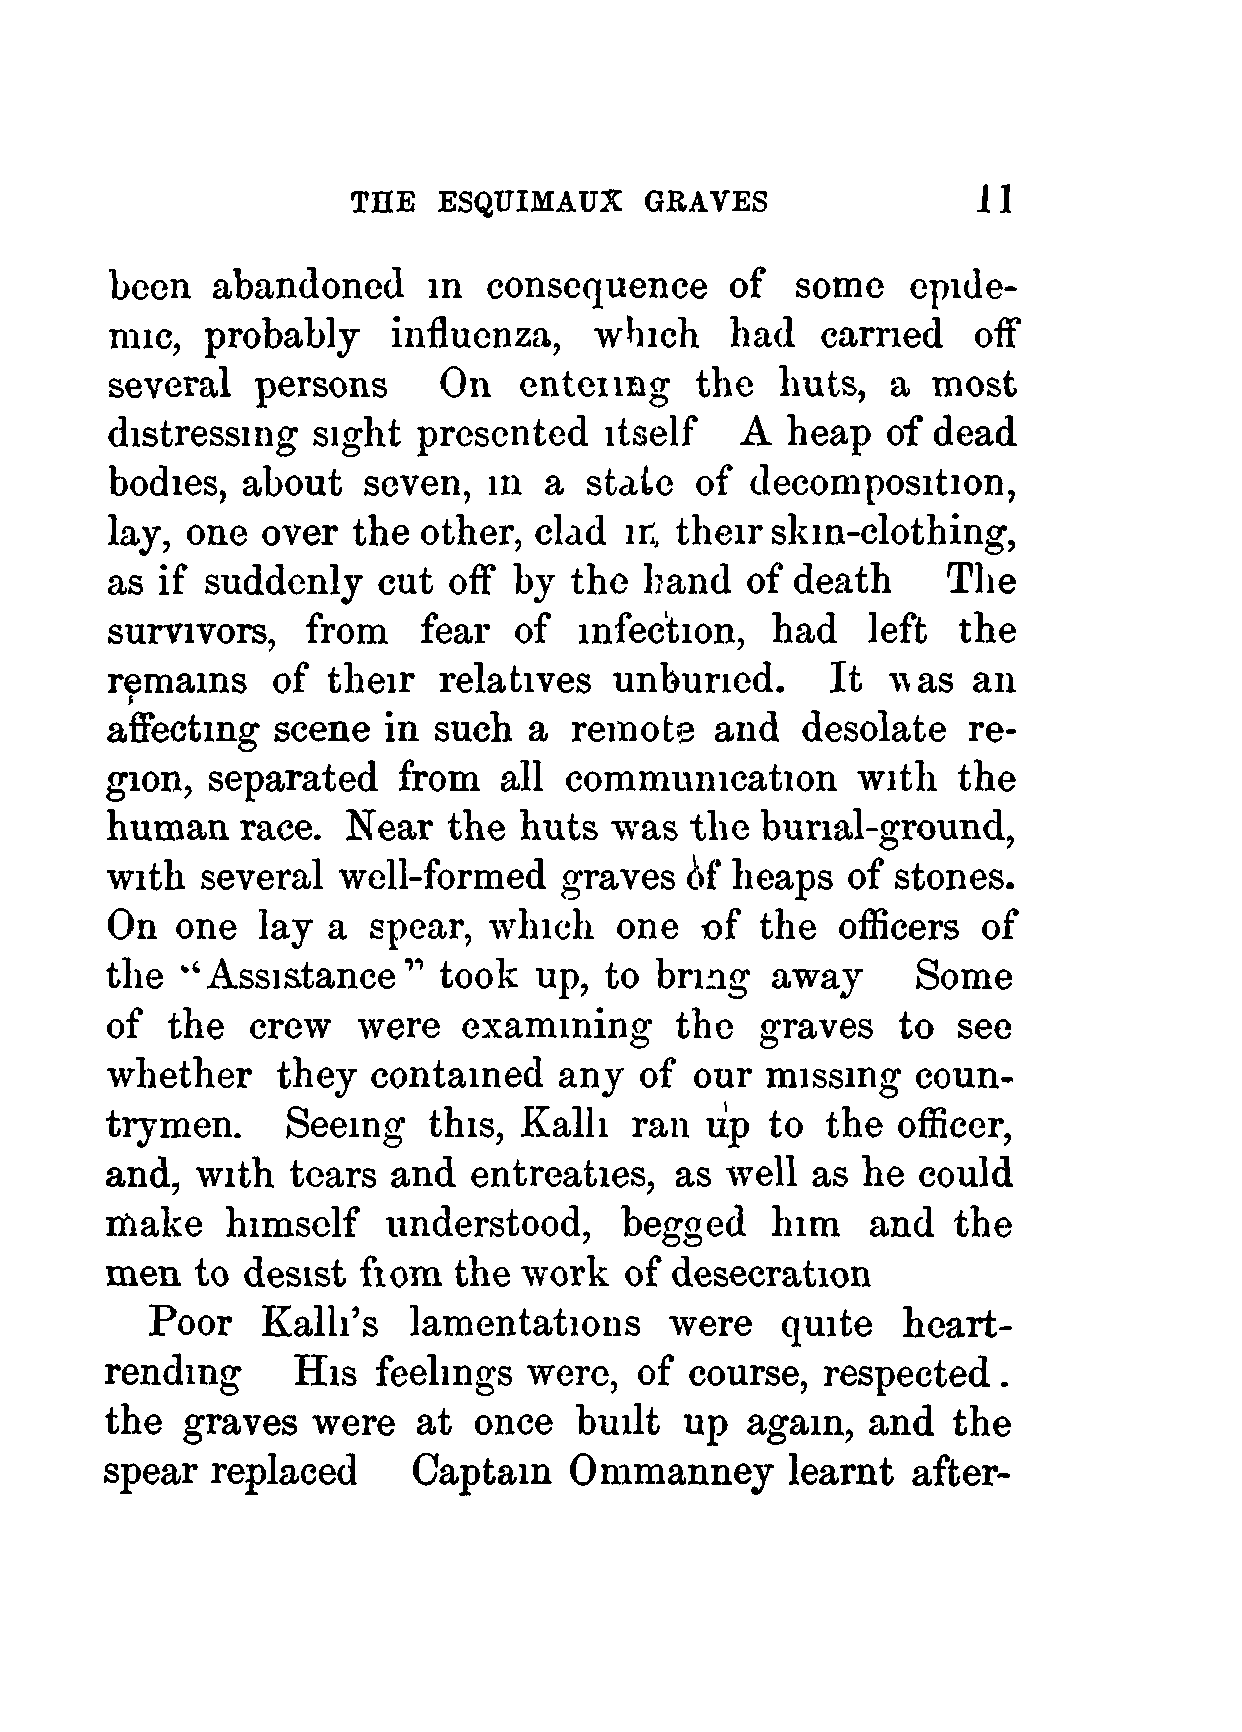 THE ESQUIMAUX GRAVES 11
been abandoned in consequence of some epide-
mic, probably influenza, which had carried off
several persons On entering the huts, a most
distressing sight presented itself A heap of dead
bodies, about seven, in a state of decomposition,
lay, one over the other, clad in their skin-clothing,
as if suddenly cut off by the hand of death The
survivors, from fear of infection, had left the
remains of their relatives unburied. It was an
affecting scene in such a remote and desolate re-
gion, separated from all communication with the
human race. Near the huts was the burial-ground,
with several well-formed graves of heaps of stones.
On one lay a spear, which one of the officers of
the “Assistance” took up, to bring away Some
of the crew were examining the graves to see
whether they contained any of our missing coun-
trymen. Seeing this, Kalli ran up to the officer,
and, with tears and entreaties, as well as he could
make himself understood, begged him and the
men to desist from the work of desecration
Poor Kalli’s lamentations were quite heart-
rending His feelings were, of course, respected.
the graves were at once built up again, and the
spear replaced Captain Ommanney learnt after-